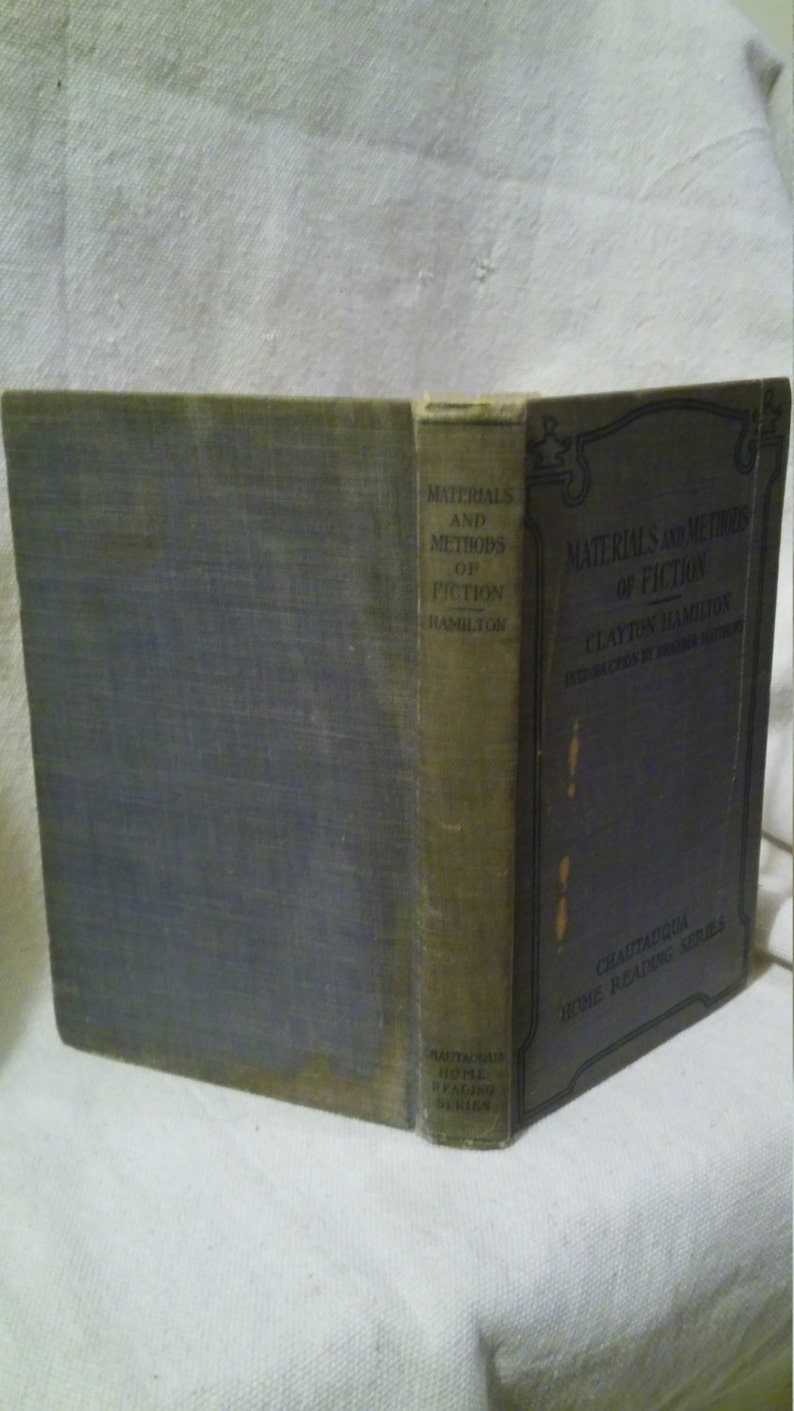 MATERIALS
AND
METHODS
OF
FICTION
HAMILTON
CHAUTAUQUA
HOME
READING
SERIES
MATERIALS AND METHODS
OF FICTION
CLAYTON HAMILTON
INTRODUCTION BY BRANDER MATTHEWS
CHAUTAUQUA
HOME READING SERIES